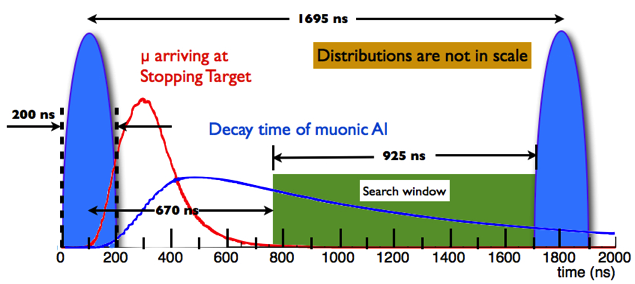 1695 ns
μ arriving at
Stopping Target
Distributions are not in scale
200 ns
Decay time of muonic Al
925 ns
Search window
670 ns
0 200 400 600 800 1000 1200 1400 1600 1800 2000
time (ns)